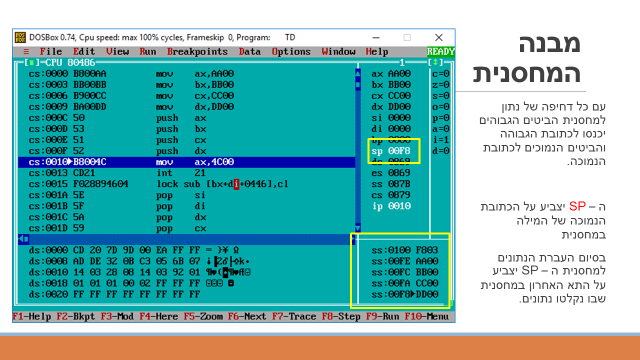 מבנה
המחסנית
עם כל דחיפה של נתון
למחסנית הביטים הגבוהים
יכנסו לכתובת הגבוהה
והביטים הנמוכים לכתובת
הנמוכה.
ה – SP יצביע על הכתובת
הנמוכה של המילה
במחסנית
בסיום העברת הנתונים
למחסנית ה – SP יצביע
על התא האחרון במחסנית
שבו נקלטו נתונים.
DOSBox 0.74, Cpu speed: max 100% cycles, Frameskip 0, Program: TD
≡ File Edit View Run Breakpoints Data Options Window Help READY
[■]=CPU 80486 1 [↕]
cs:0000 B800AA mov ax,AA00 ax AA00 c=0
cs:0003 BB00BB mov bx,BB00 bx BB00 z=0
cs:0006 B900CC mov cx,CC00 cx CC00 s=0
cs:0009 BA00DD mov dx,DD00 dx DD00 o=0
cs:000C 50 push ax si 0000 p=0
cs:000D 53 push bx di 0000 a=0
cs:000E 51 push cx bp 0000 i=1
cs:000F 52 push dx sp 00F8 d=0
cs:0010►B8004C mov ax,4C00 ds 0869
cs:0013 CD21 int 21 es 0869
cs:0015 F028894604 lock sub [bx+di+0446],cl ss 087B
cs:001A 5E pop si cs 0879
cs:001B 5F pop di ip 0010
cs:001C 5A pop dx
cs:001D 59 pop cx
ds:0000 CD 20 7D 9D 00 EA FF FF = }¥ Ω ss:0100 F803
ds:0008 AD DE 32 0B C3 05 6B 07 ss:00FE AA00
ds:0010 14 03 28 08 14 03 92 01 ss:00FC BB00
ds:0018 01 01 01 00 02 FF FF FF ss:00FA CC00
ds:0020 FF FF FF FF FF FF FF FF ss:00F8►DD00
F1-Help F2-Bkpt F3-Mod F4-Here F5-Zoom F6-Next F7-Trace F8-Step F9-Run F10-Menu